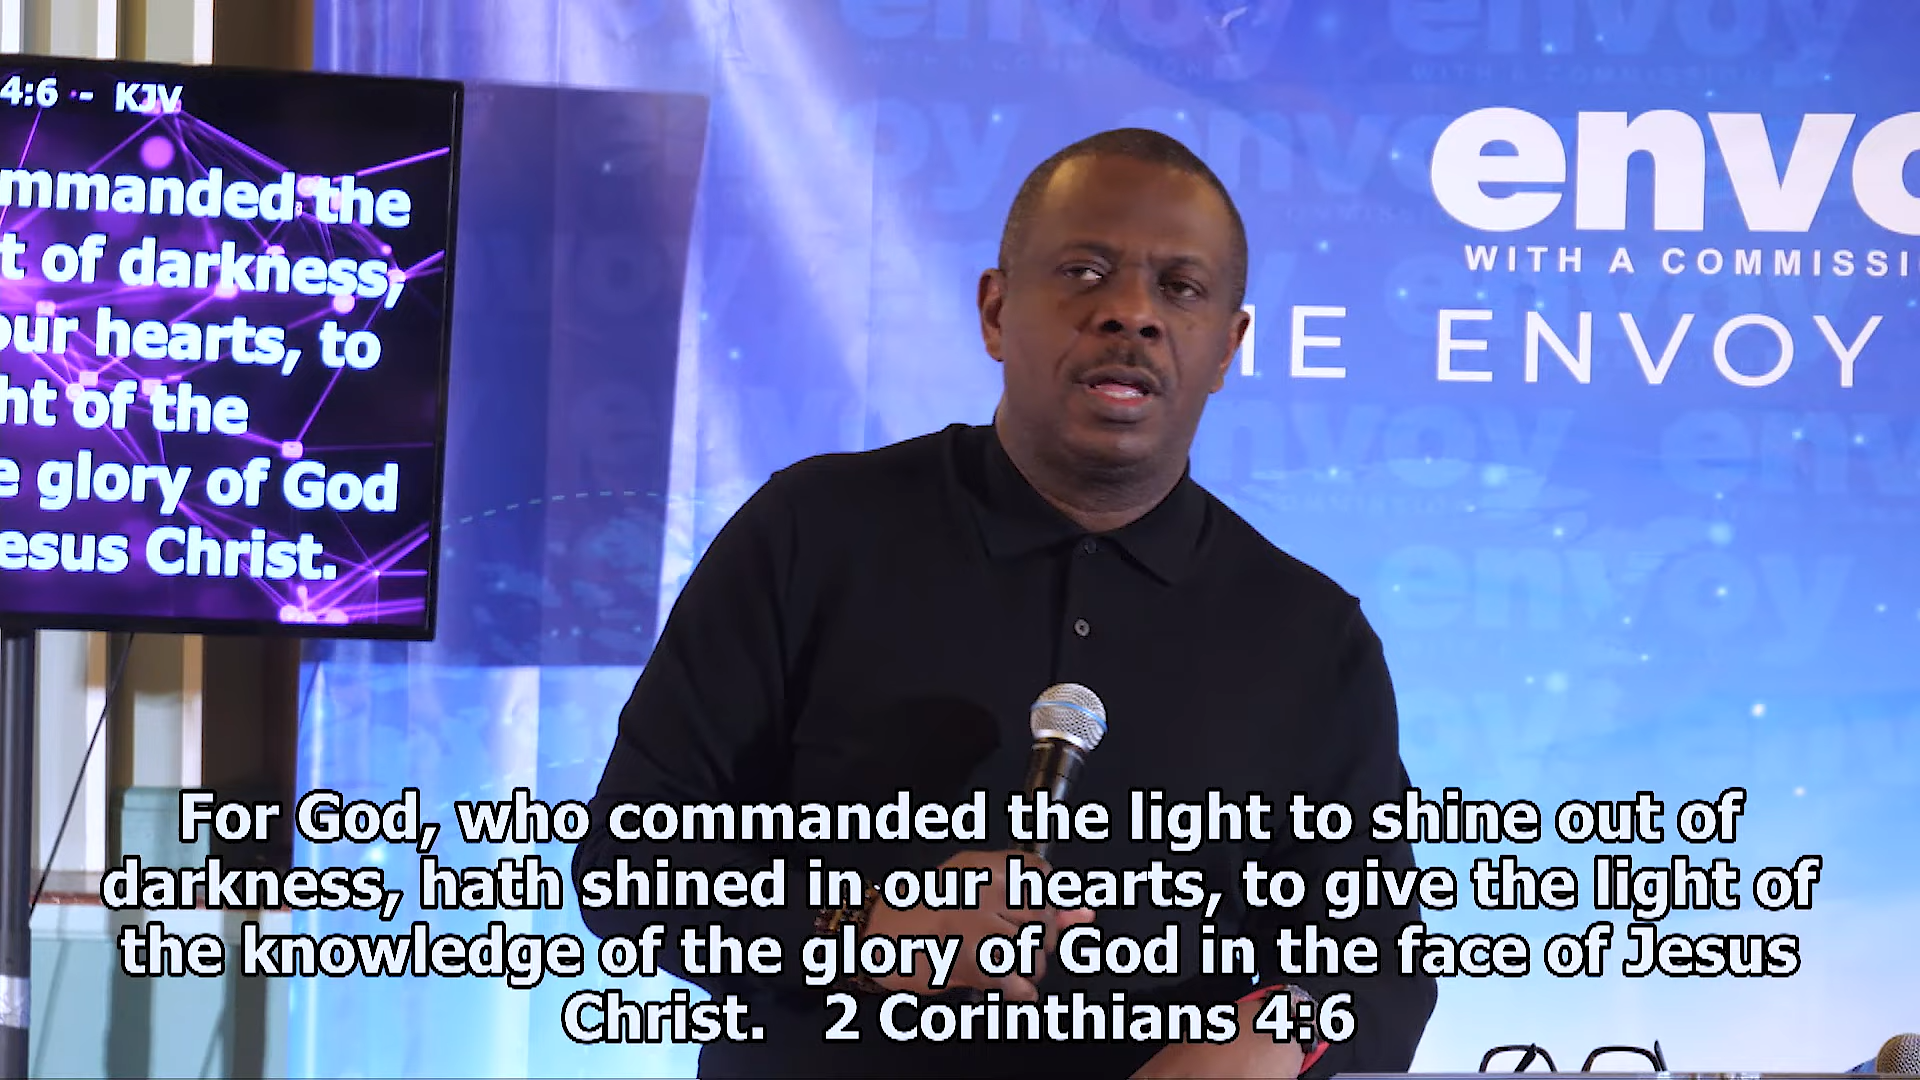 4:6 - KJV
mmanded the
t of darkness,
our hearts, to
ht of the
e glory of God
esus Christ.
envo
WITH A COMMISSI
HE ENVOY
For God, who commanded the light to shine out of
darkness, hath shined in our hearts, to give the light of
the knowledge of the glory of God in the face of Jesus
Christ. 2 Corinthians 4:6